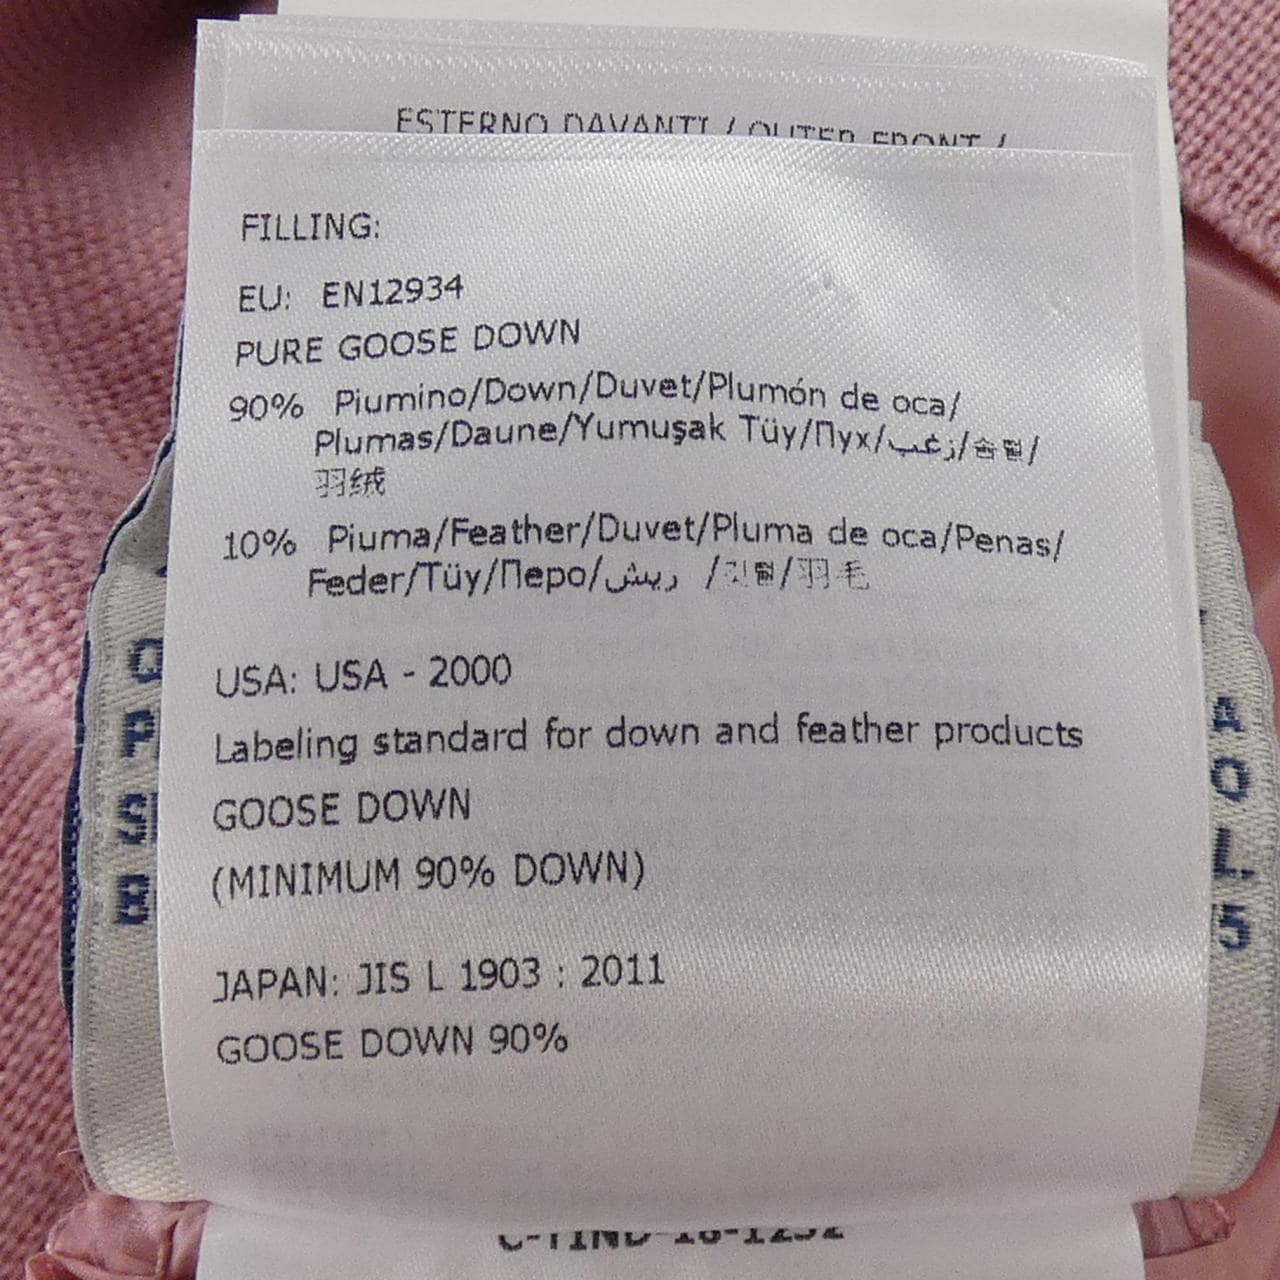 ESTERNO DAVANTI / OUTER FRONT /
FILLING:
EU: EN12934
PURE GOOSE DOWN
90% Piumino/Down/Duvet/Plumón de oca/
Plumas/Daune/Yumuşak Tüy/Пух/زغب/솜털/
羽绒
10% Piuma/Feather/Duvet/Pluma de oca/Penas/
Feder/Tüy/Перо/ريش /깃털/羽毛
USA: USA - 2000
Labeling standard for down and feather products
GOOSE DOWN
(MINIMUM 90% DOWN)
JAPAN: JIS L 1903 : 2011
GOOSE DOWN 90%